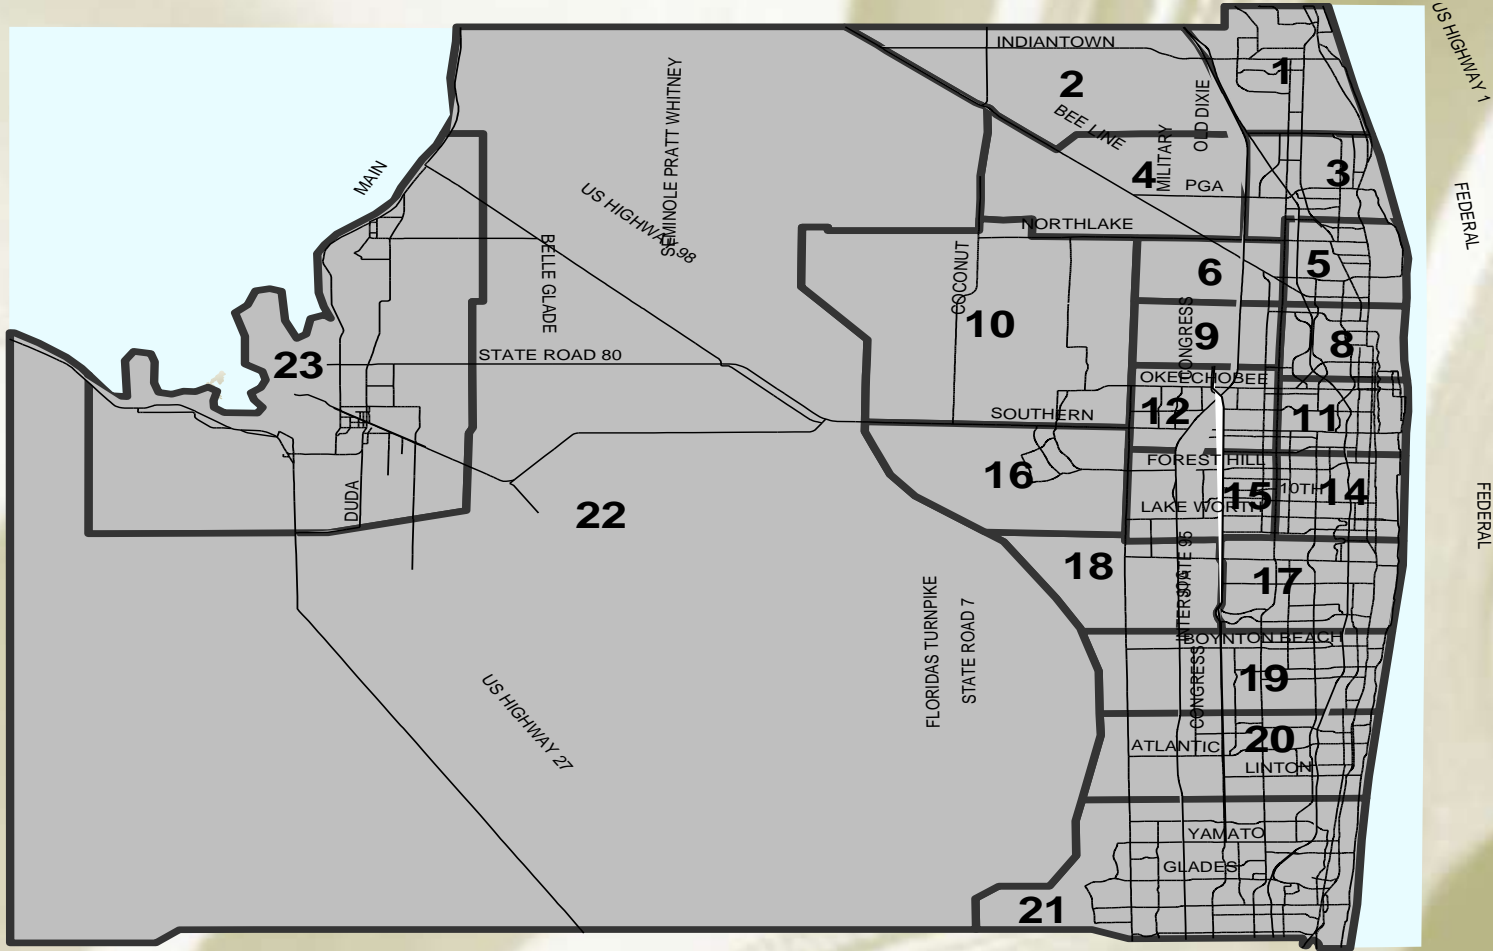 US HIGHWAY 1
INDIANTOWN
1
2
OLD DIXIE
SEMINOLE PRATT WHITNEY
BEE LINE
MILITARY
MAIN
3
4
PGA
US HIGHWAY 98
FEDERAL
NORTHLAKE
BELLE GLADE
COCONUT
5
6
CONGRESS
10
9
8
23
STATE ROAD 80
OKEECHOBEE
SOUTHERN
12
11
FOREST HILL
16
10TH
15
14
LAKE WORTH
DUDA
22
FEDERAL
INTERSTATE 95
18
17
FLORIDAS TURNPIKE
STATE ROAD 7
BOYNTON BEACH
CONGRESS
19
US HIGHWAY 27
20
ATLANTIC
LINTON
YAMATO
GLADES
21